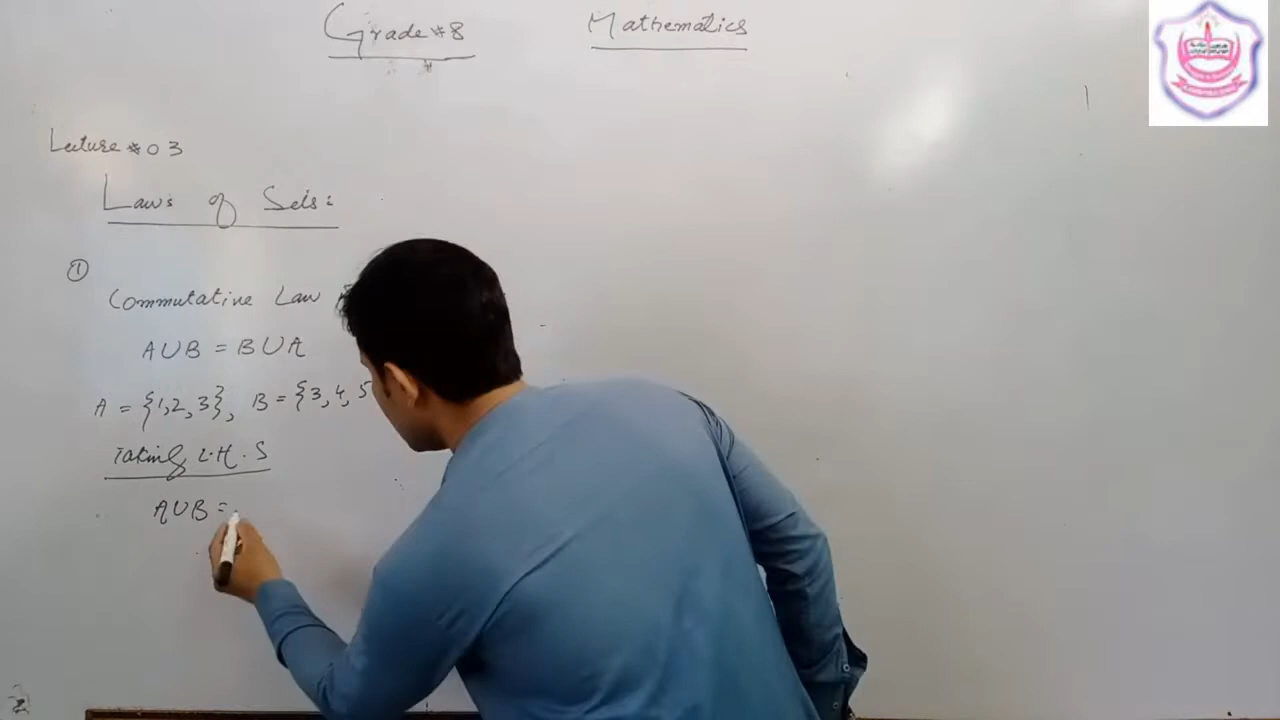 Grade # 8 Mathematics
Lecture # 03
Laws of Sets:
①
Commutative Law
A∪B = B∪A
A = {1,2,3}, B = {3,4,5
Taking L.H.S
A∪B =